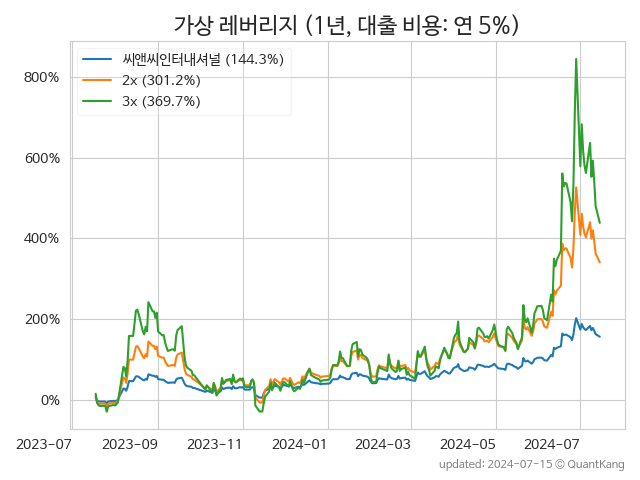 가상 레버리지 (1년, 대출 비용: 연 5%)
씨앤씨인터내셔널 (144.3%)
2x (301.2%)
3x (369.7%)
800%
600%
400%
200%
0%
2023-07 2023-09 2023-11 2024-01 2024-03 2024-05 2024-07
updated: 2024-07-15 © QuantKang